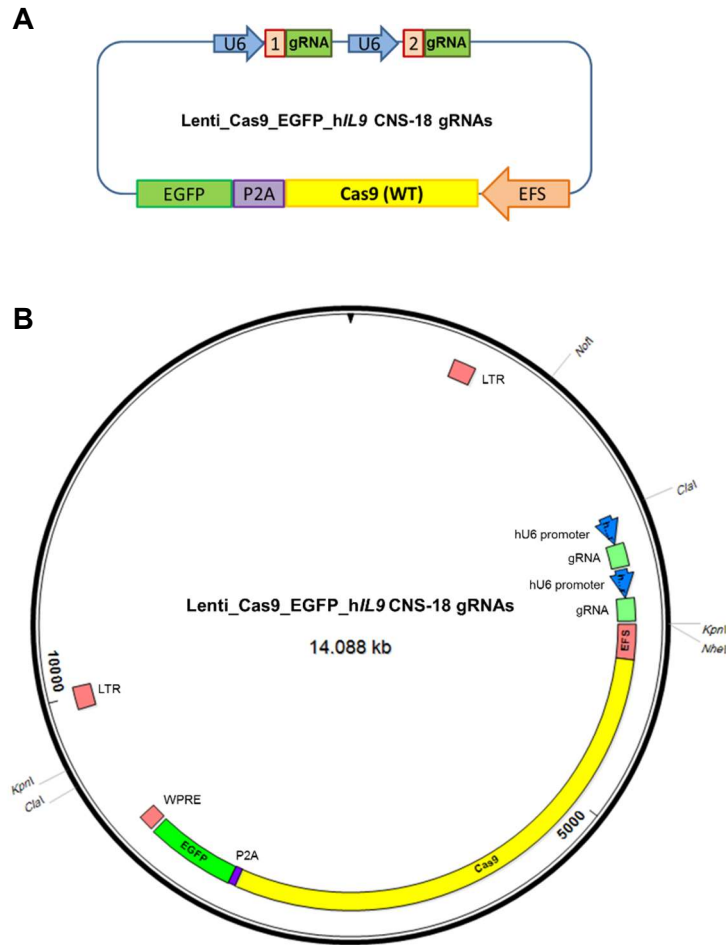 A
U6 1 gRNA U6 2 gRNA
Lenti_Cas9_EGFP_hIL9 CNS-18 gRNAs
EGFP P2A Cas9 (WT) EFS
B
LTR
NotI
ClaI
hU6 promoter
gRNA
hU6 promoter
gRNA
KpnI
NheI
EFS
Lenti_Cas9_EGFP_hIL9 CNS-18 gRNAs
14.088 kb
10000
LTR
KpnI
ClaI
WPRE
EGFP
P2A
Cas9
5000